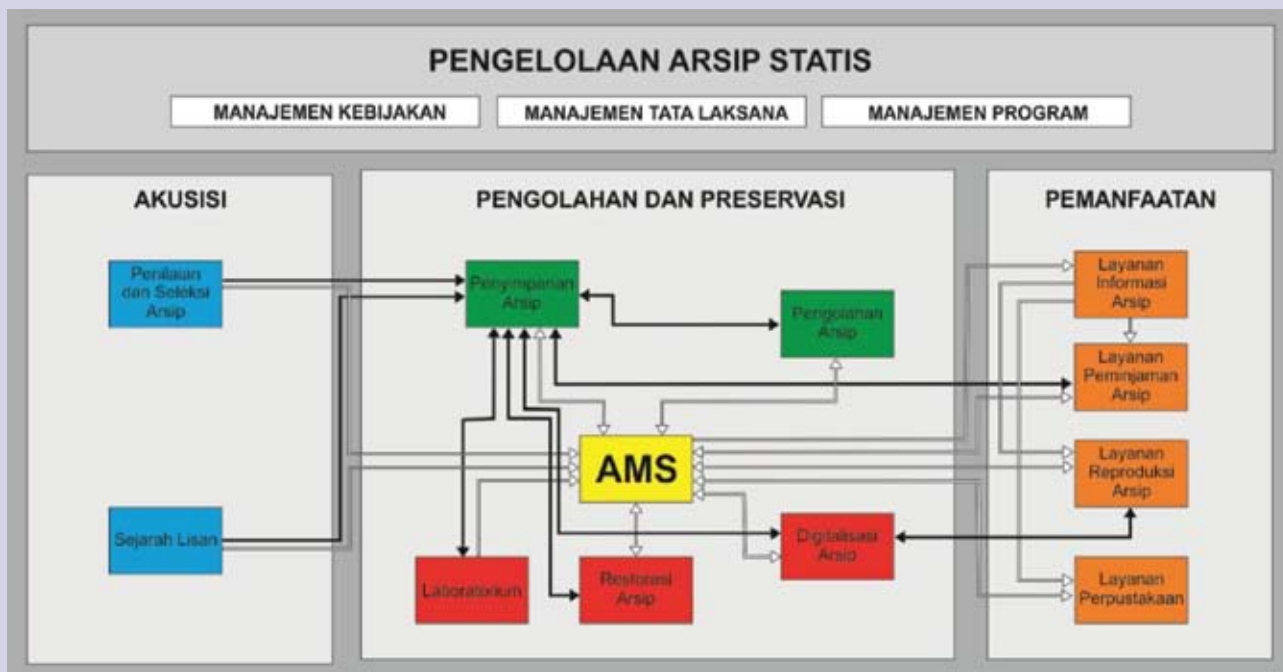 PENGELOLAAN ARSIP STATIS
MANAJEMEN KEBIJAKAN
MANAJEMEN TATA LAKSANA
MANAJEMEN PROGRAM
AKUSISI
Penilaian
dan Seleksi
Arsip
Sejarah Lisan
PENGOLAHAN DAN PRESERVASI
Penyimpanan
Arsip
Pengolahan
Arsip
AMS
Laboratorium
Restorasi
Arsip
Digitalisasi
Arsip
PEMANFAATAN
Layanan
Informasi
Arsip
Layanan
Peminjaman
Arsip
Layanan
Reproduksi
Arsip
Layanan
Perpustakaan